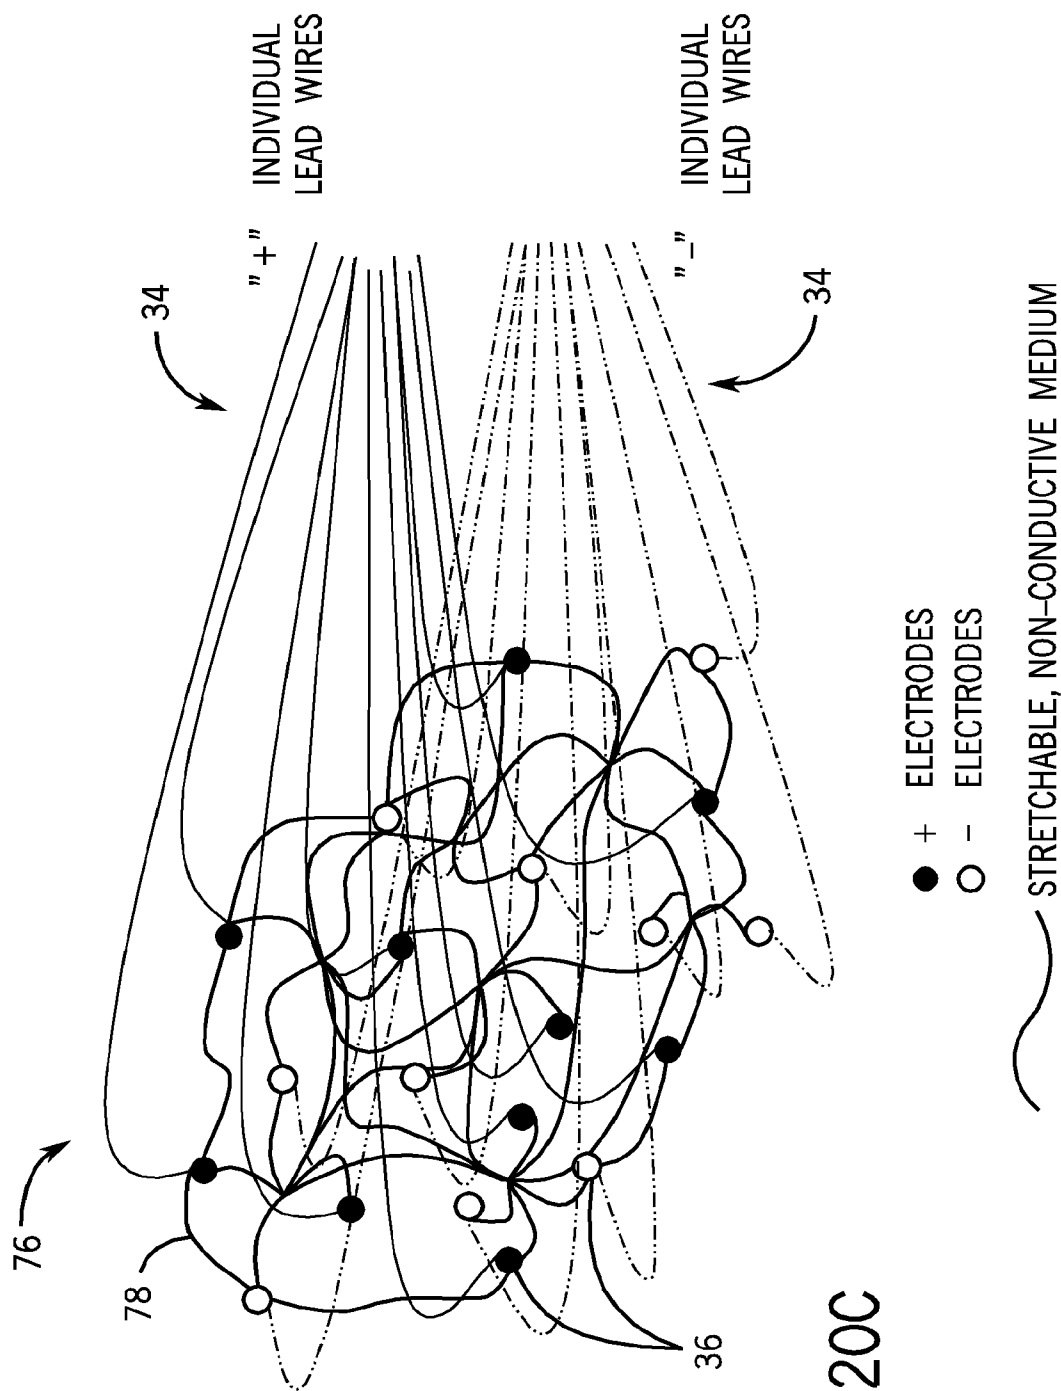 76
78
34
"+" INDIVIDUAL
LEAD WIRES
"-" INDIVIDUAL
LEAD WIRES
34
36
20C
+ ELECTRODES
- ELECTRODES
STRETCHABLE, NON-CONDUCTIVE MEDIUM